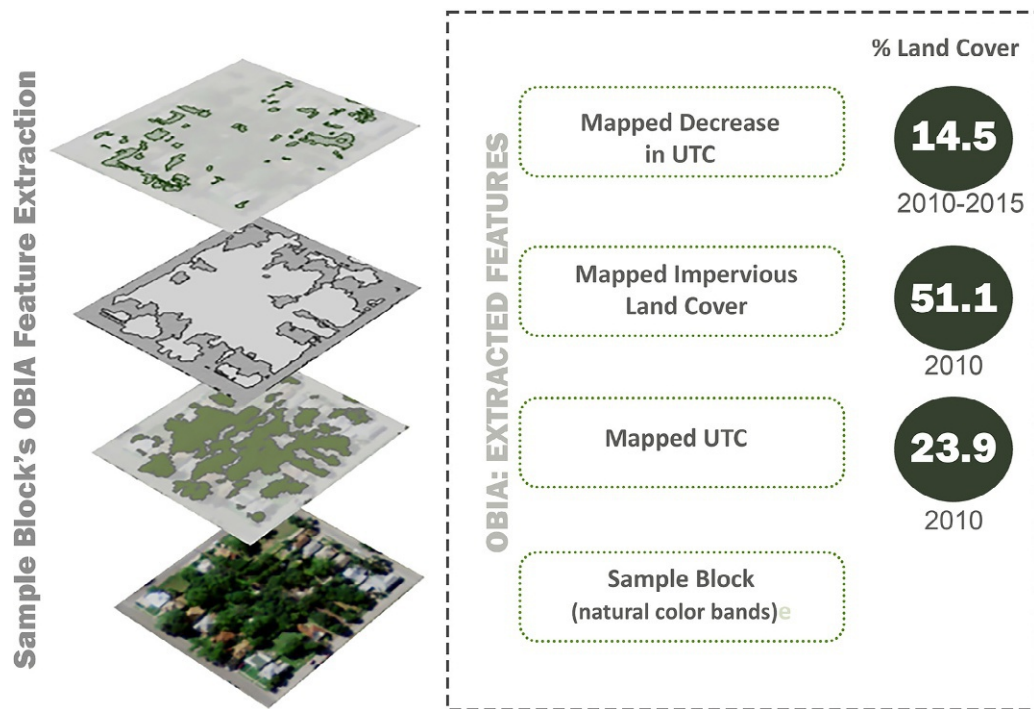 Sample Block's OBIA Feature Extraction
OBIA: EXTRACTED FEATURES
% Land Cover
Mapped Decrease
in UTC
14.5
2010-2015
Mapped Impervious
Land Cover
51.1
2010
Mapped UTC
23.9
2010
Sample Block
(natural color bands)e